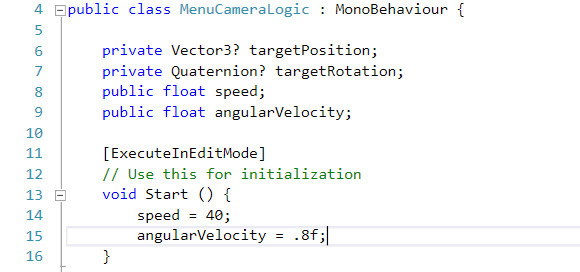 4 public class MenuCameraLogic : MonoBehaviour {
5
6 private Vector3? targetPosition;
7 private Quaternion? targetRotation;
8 public float speed;
9 public float angularVelocity;
10
11 [ExecuteInEditMode]
12 // Use this for initialization
13 void Start () {
14 speed = 40;
15 angularVelocity = .8f;
16 }